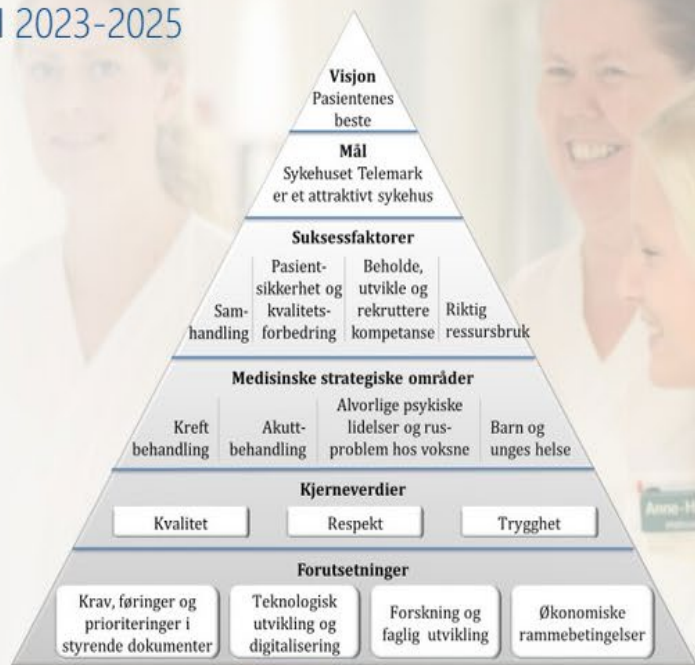 2023-2025
Visjon
Pasientenes
beste
Mål
Sykehuset Telemark
er et attraktivt sykehus
Suksessfaktorer
Sam-
handling
Pasient-
sikkerhet og
kvalitets-
forbedring
Beholde,
utvikle og
rekruttere
kompetanse
Riktig
ressursbruk
Medisinske strategiske områder
Kreft
behandling
Akutt-
behandling
Alvorlige psykiske
lidelser og rus-
problem hos voksne
Barn og
unges helse
Kjerneverdier
Kvalitet
Respekt
Trygghet
Forutsetninger
Krav, føringer og
prioriteringer i
styrende dokumenter
Teknologisk
utvikling og
digitalisering
Forskning og
faglig utvikling
Økonomiske
rammebetingelser